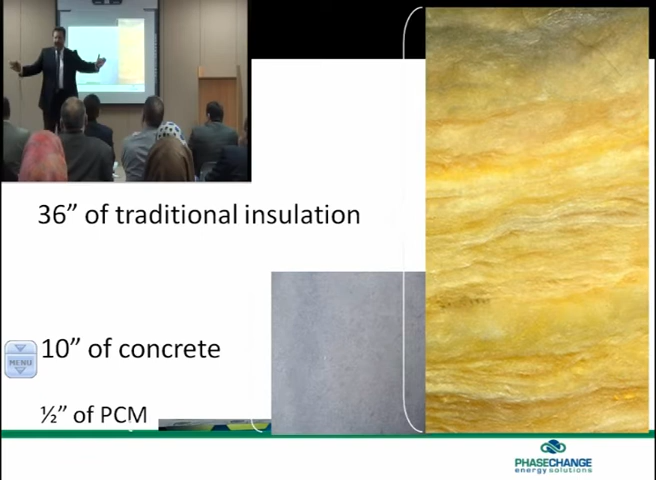 36” of traditional insulation
10” of concrete
MENU
½” of PCM
PHASECHANGE
energy solutions